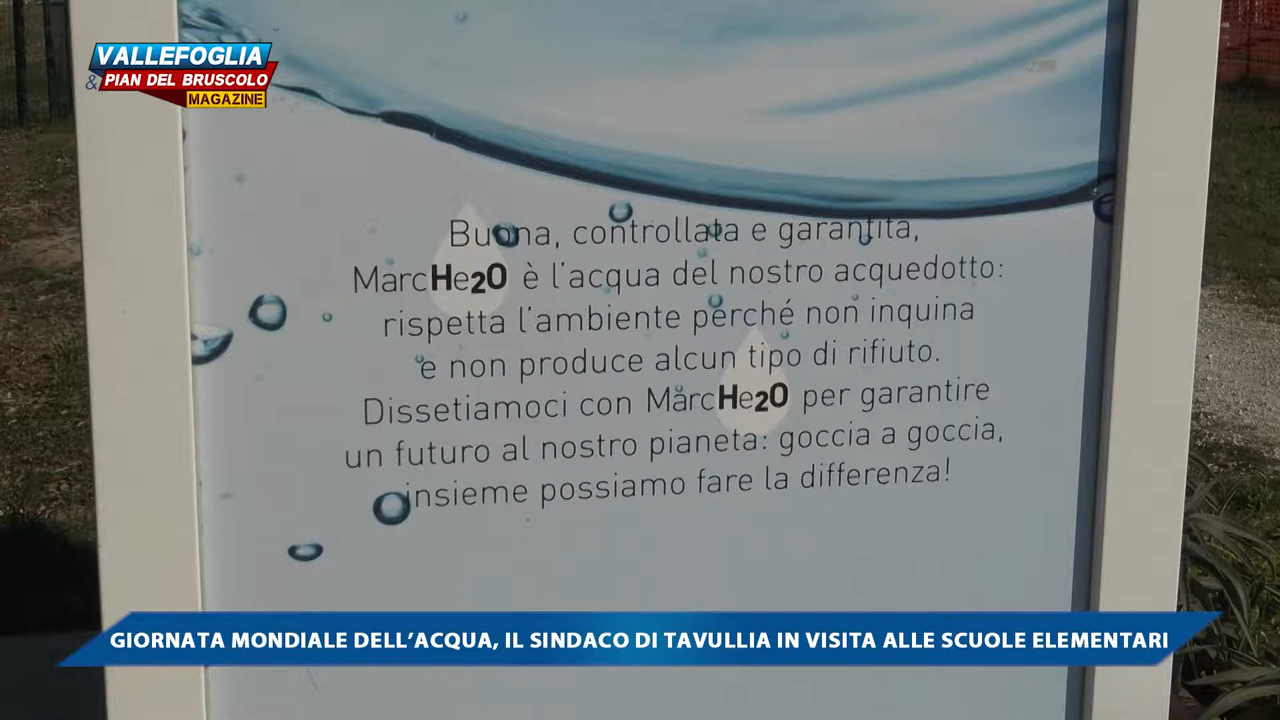 VALLEFOGLIA
& PIAN DEL BRUSCOLO
MAGAZINE
Buona, controllata e garantita,
MarcHe2O è l'acqua del nostro acquedotto:
rispetta l'ambiente perché non inquina
e non produce alcun tipo di rifiuto.
Dissetiamoci con MarcHe2O per garantire
un futuro al nostro pianeta: goccia a goccia,
insieme possiamo fare la differenza!
GIORNATA MONDIALE DELL'ACQUA, IL SINDACO DI TAVULLIA IN VISITA ALLE SCUOLE ELEMENTARI